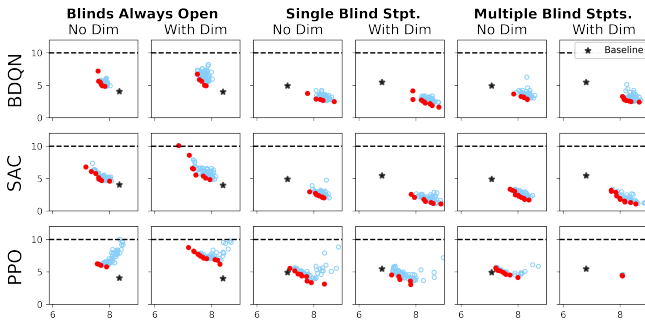 Blinds Always Open Single Blind Stpt. Multiple Blind Stpts.
No Dim With Dim No Dim With Dim No Dim With Dim
BDQN 10 5 0 Baseline
SAC 10 5 0
PPO 10 5 0
6 8 6 8 6 8 6 8 6 8 6 8